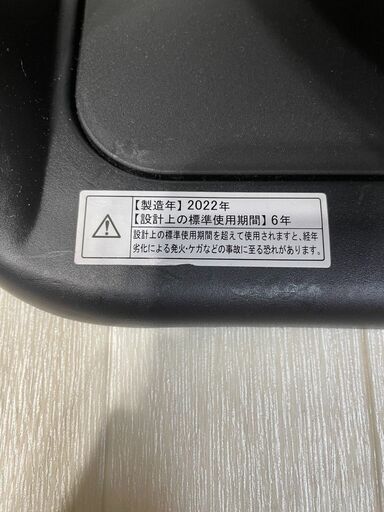 【製造年】2022年
【設計上の標準使用期間】6年
設計上の標準使用期間を超えて使用されますと、経年
劣化による発火・ケガなどの事故に至る恐れがあります。